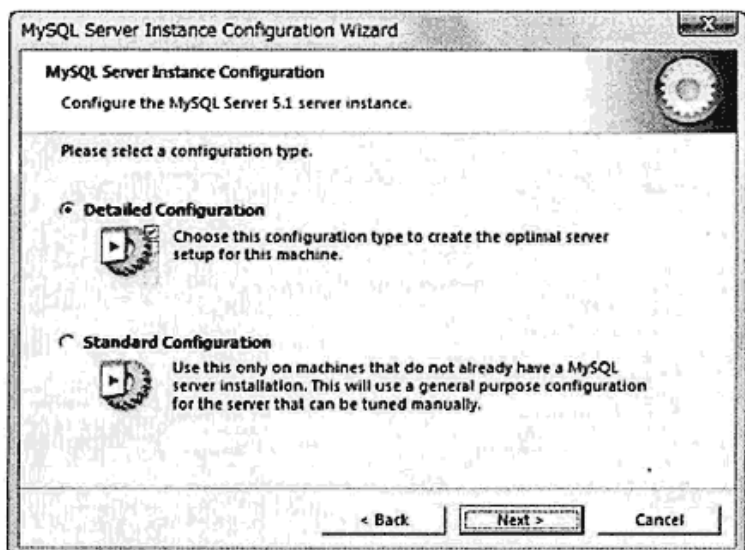 MySQL Server Instance Configuration Wizard
MySQL Server Instance Configuration
Configure the MySQL Server 5.1 server instance.
Please select a configuration type.
Detailed Configuration
Choose this configuration type to create the optimal server
setup for this machine.
Standard Configuration
Use this only on machines that do not already have a MySQL
server installation. This will use a general purpose configuration
for the server that can be tuned manually.
< Back
Next >
Cancel